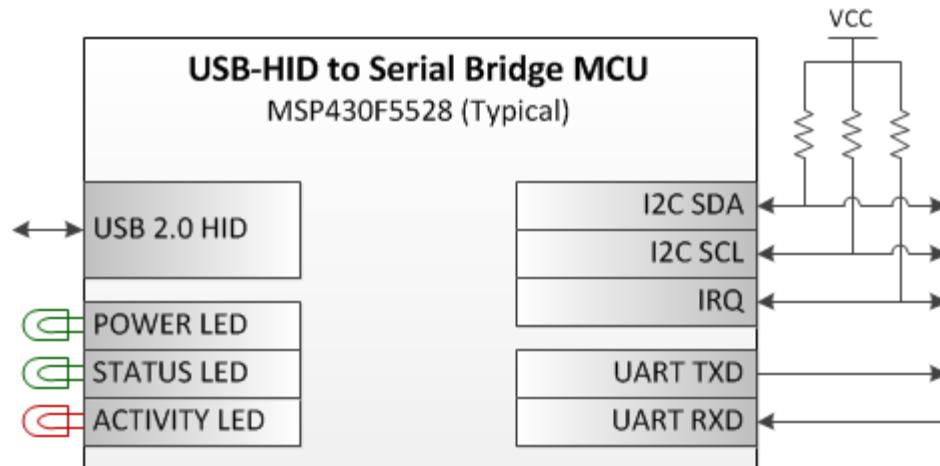 VCC
USB-HID to Serial Bridge MCU
MSP430F5528 (Typical)
USB 2.0 HID
POWER LED
STATUS LED
ACTIVITY LED
I2C SDA
I2C SCL
IRQ
UART TXD
UART RXD